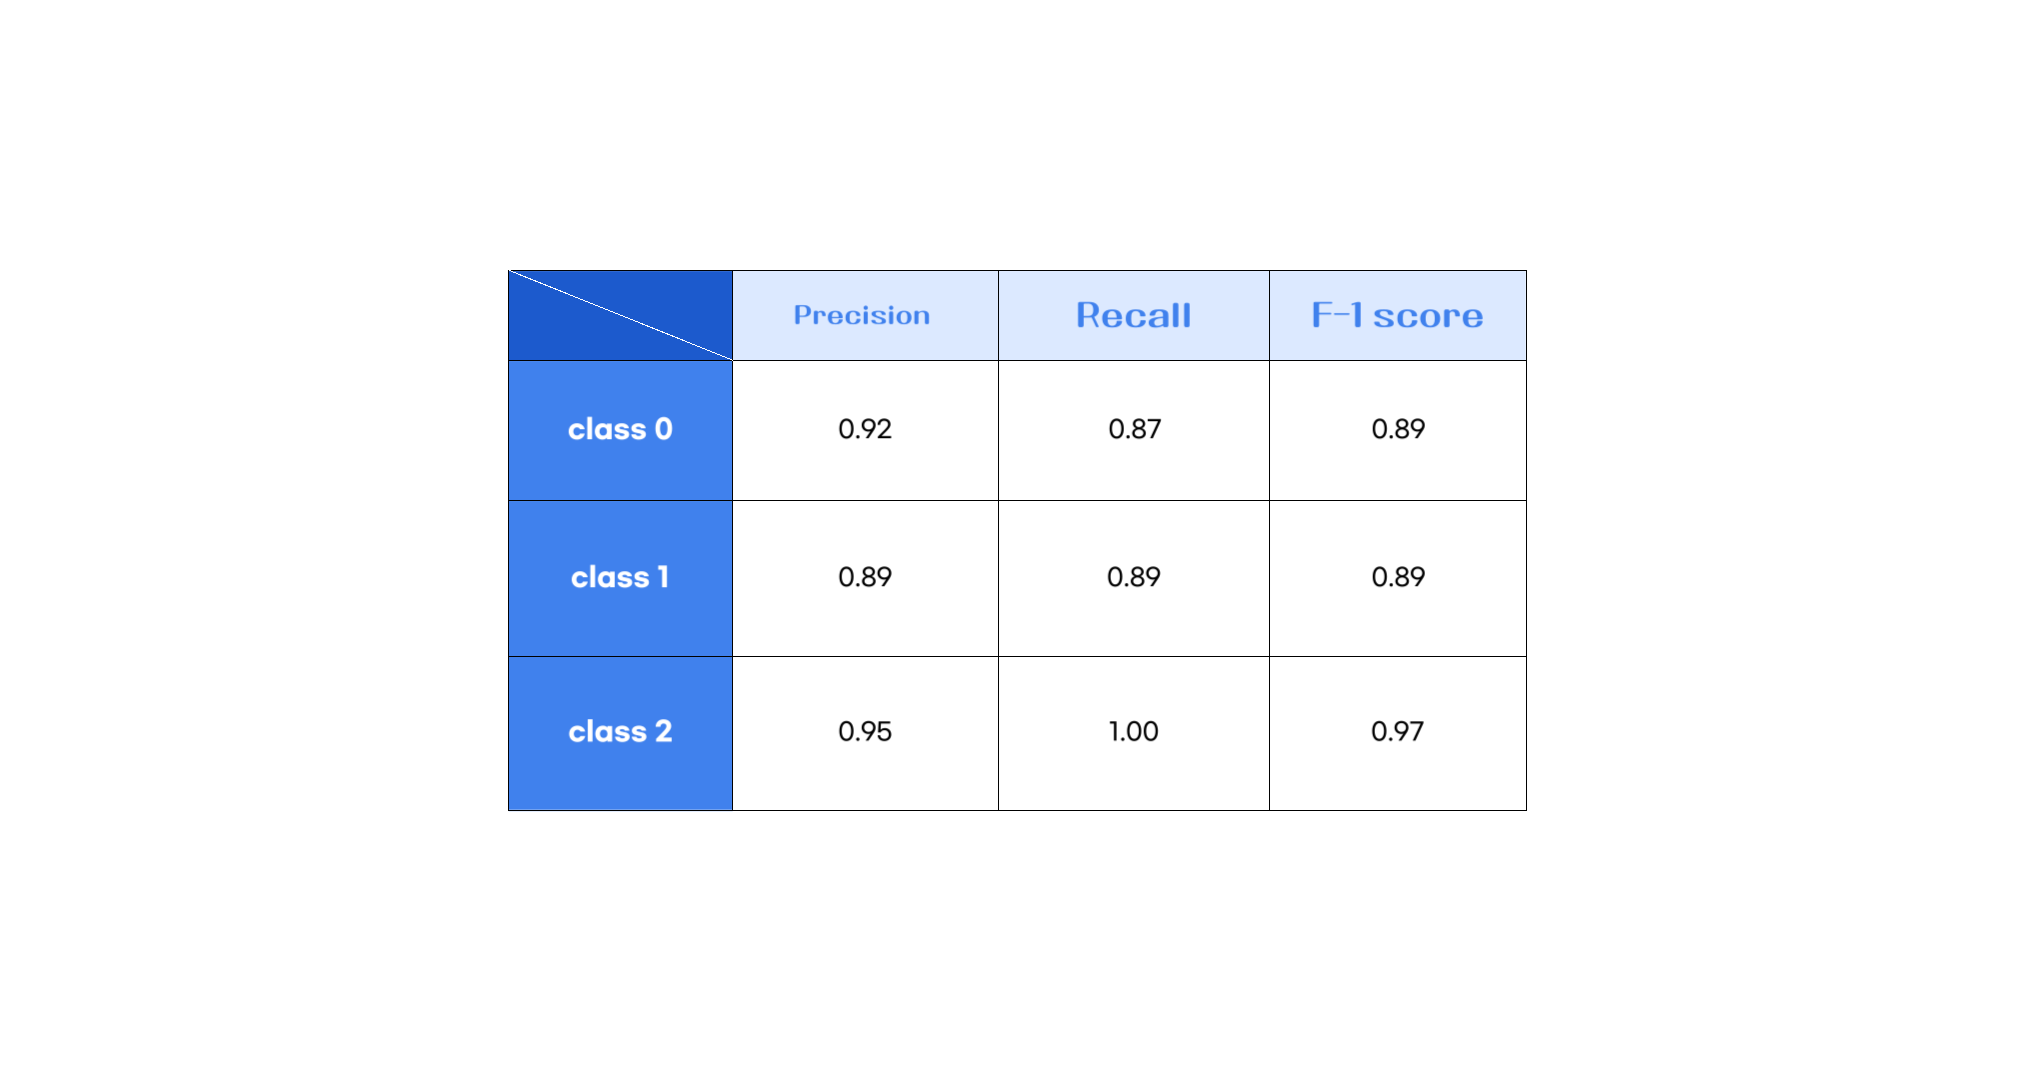 Precision Recall F-1 score
class 0 0.92 0.87 0.89
class 1 0.89 0.89 0.89
class 2 0.95 1.00 0.97